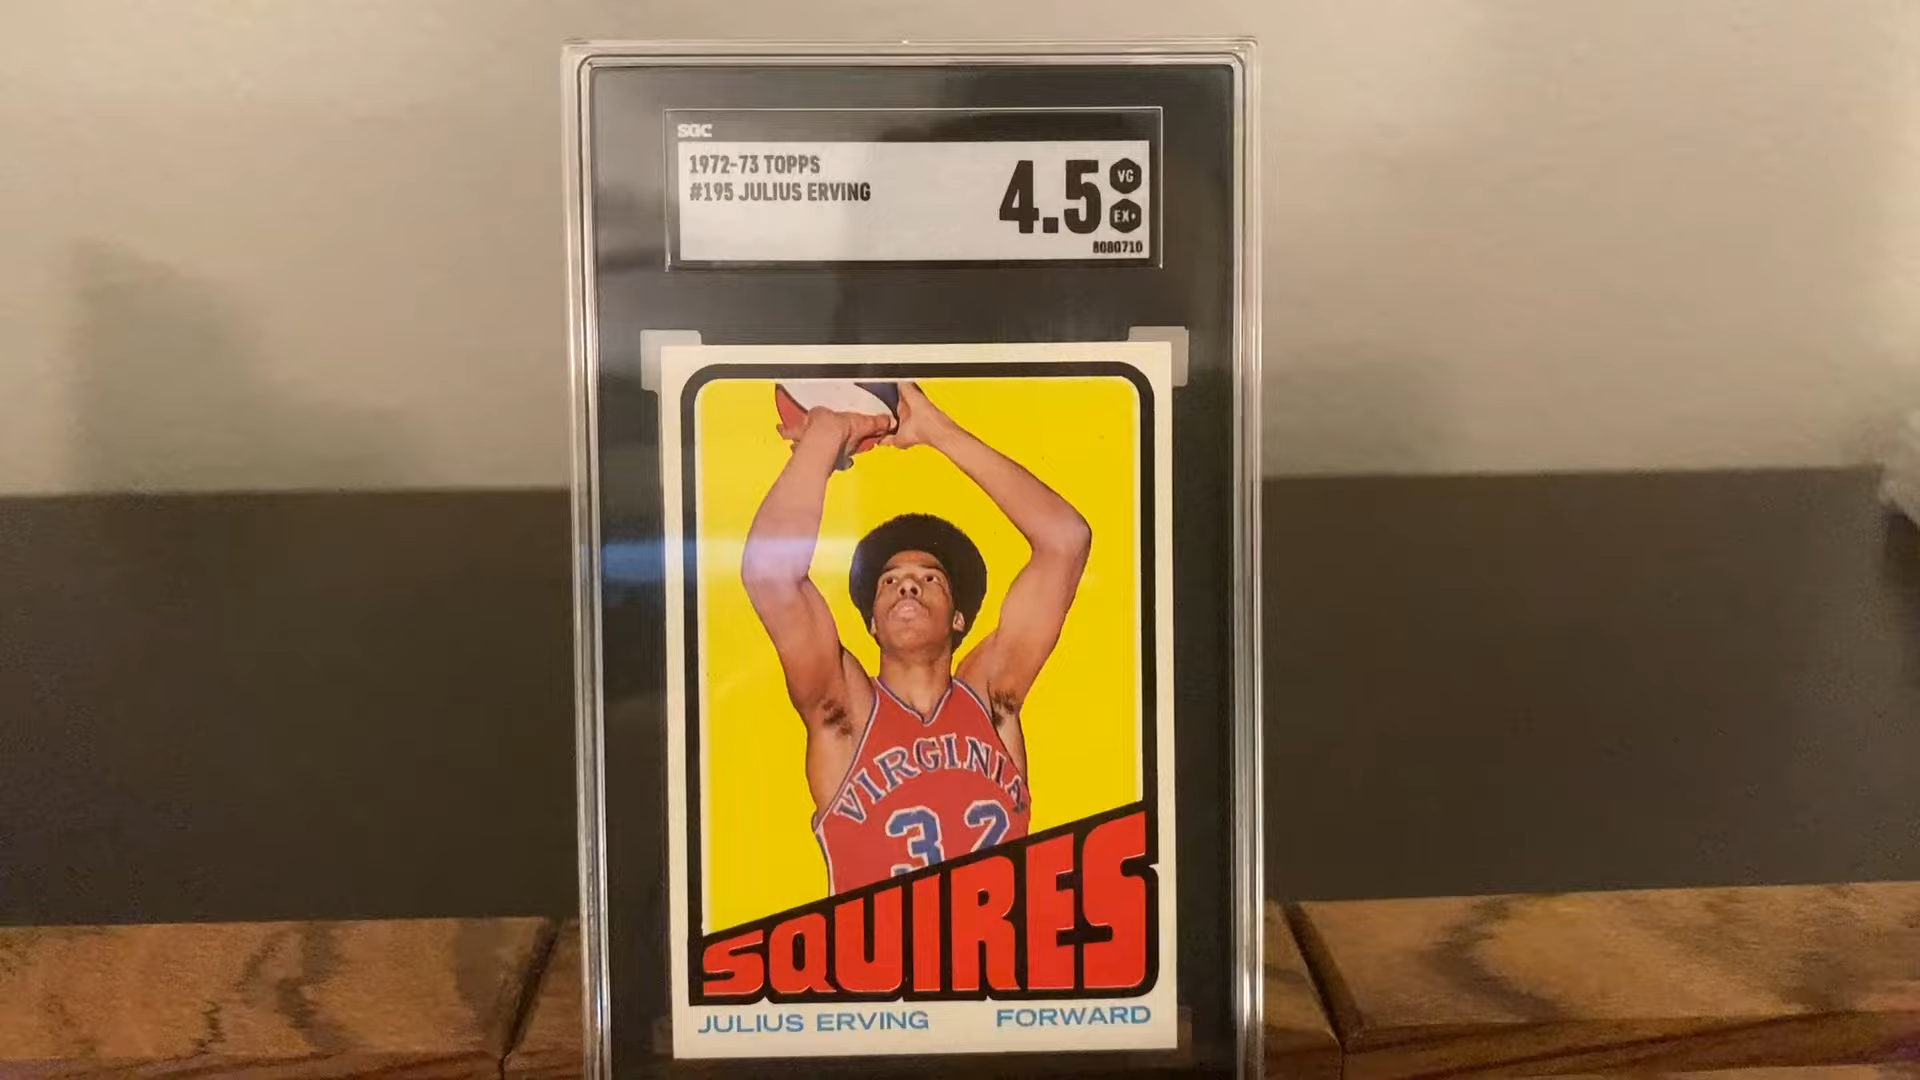 SGC
1972-73 TOPPS
#195 JULIUS ERVING
4.5
VG
EX+
8080710
VIRGINIA
32
SQUIRES
JULIUS ERVING FORWARD